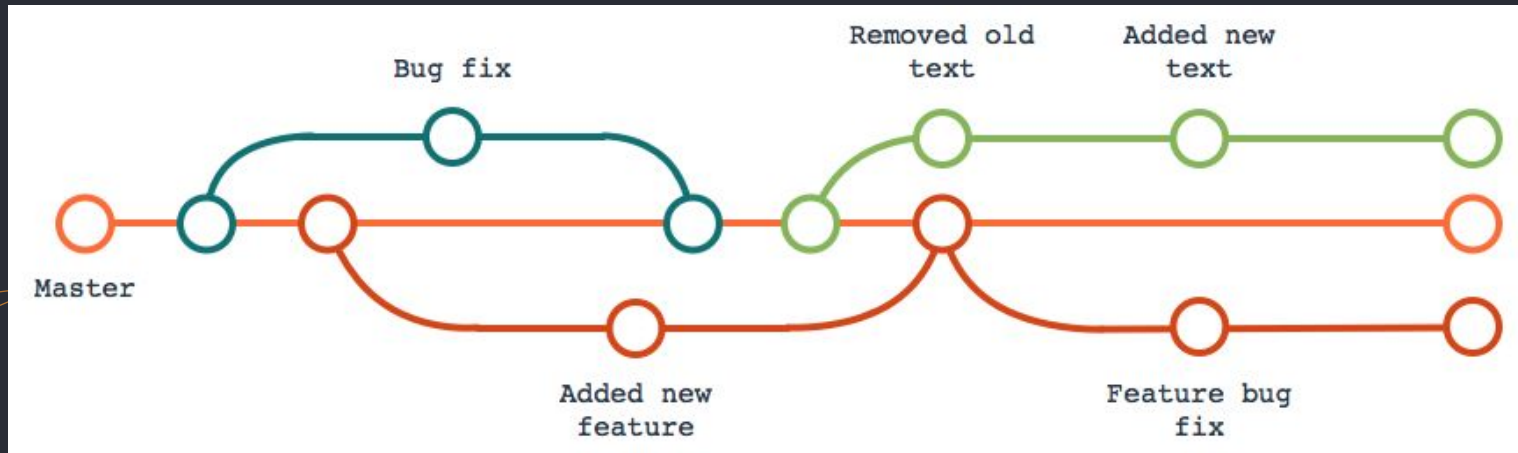 Bug fix
Removed old
text
Added new
text
Master
Added new
feature
Feature bug
fix